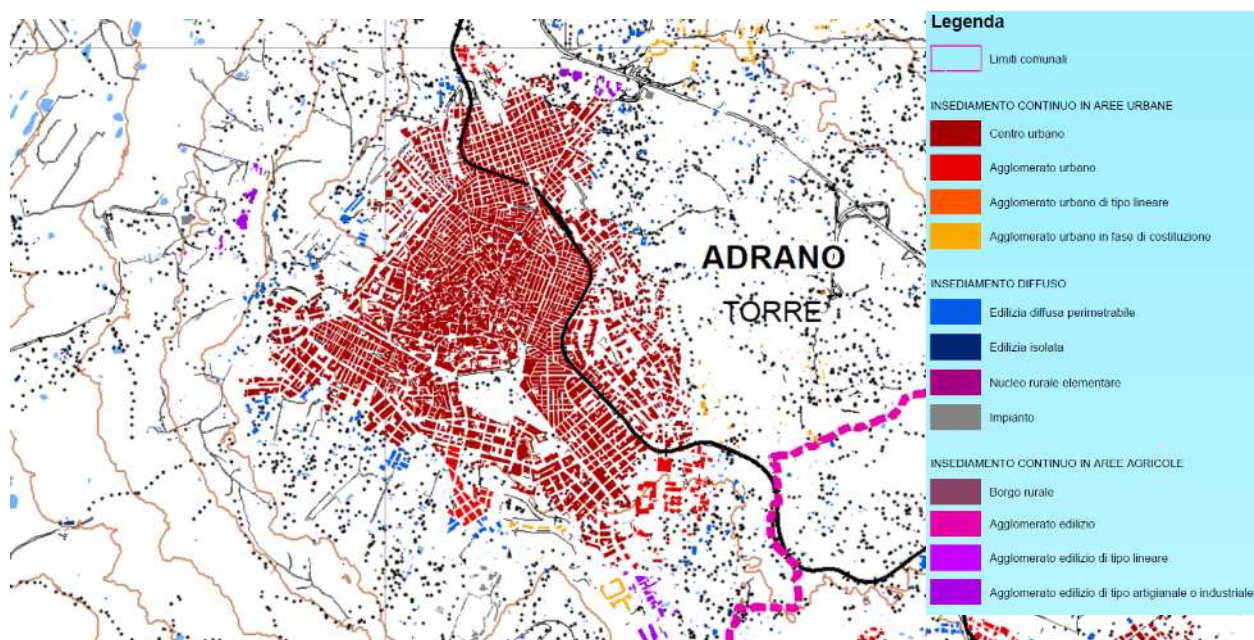 ADRANO
TORRE
Legenda
Limiti comunali
INSEDIAMENTO CONTINUO IN AREE URBANE
Centro urbano
Agglomerato urbano
Agglomerato urbano di tipo lineare
Agglomerato urbano in fase di costituzione
INSEDIAMENTO DIFFUSO
Edilizia diffusa perimetrabile
Edilizia isolata
Nucleo rurale elementare
Impianto
INSEDIAMENTO CONTINUO IN AREE AGRICOLE
Borgo rurale
Agglomerato edilizio
Agglomerato edilizio di tipo lineare
Agglomerato edilizio di tipo artigianale o industriale